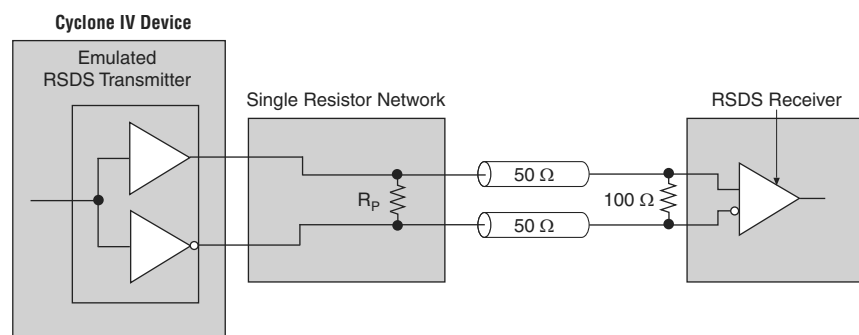 Cyclone IV Device
Emulated
RSDS Transmitter
Single Resistor Network
RSDS Receiver
50 Ω
R_P
100 Ω
50 Ω